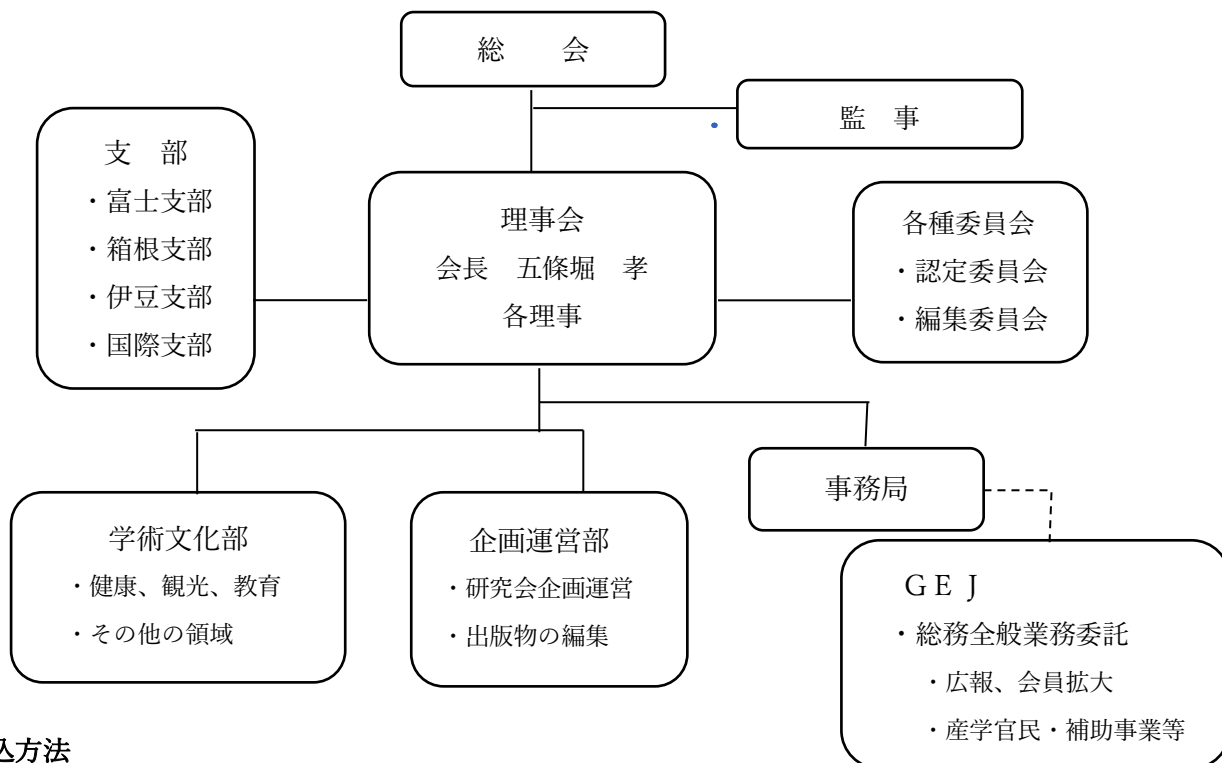 総　会
監　事
支　部
・富士支部
・箱根支部
・伊豆支部
・国際支部
理事会
会長　五條堀　孝
各理事
各種委員会
・認定委員会
・編集委員会
学術文化部
・健康、観光、教育
・その他の領域
企画運営部
・研究会企画運営
・出版物の編集
事務局
ＧＥＪ
・総務全般業務委託
・広報、会員拡大
・産学官民・補助事業等
込方法